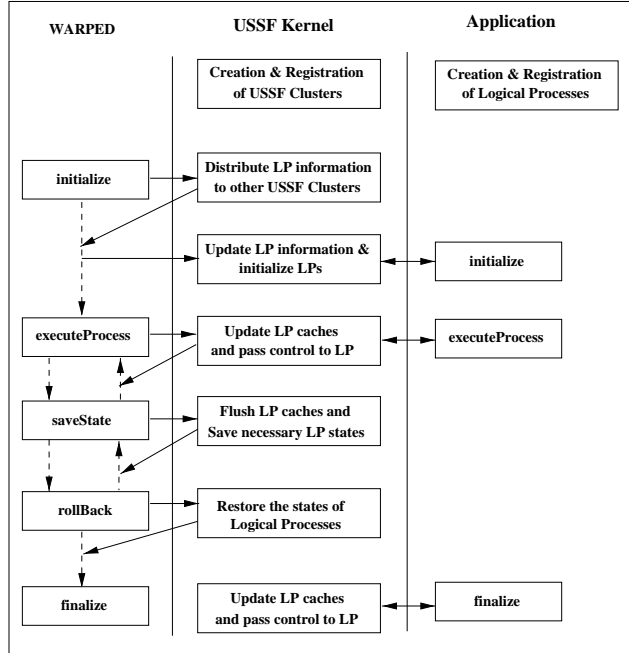 WARPED
USSF Kernel
Application
Creation & Registration
of USSF Clusters
Creation & Registration
of Logical Processes
initialize
Distribute LP information
to other USSF Clusters
Update LP information &
initialize LPs
initialize
executeProcess
Update LP caches
and pass control to LP
executeProcess
saveState
Flush LP caches and
Save necessary LP states
rollBack
Restore the states of
Logical Processes
finalize
Update LP caches
and pass control to LP
finalize